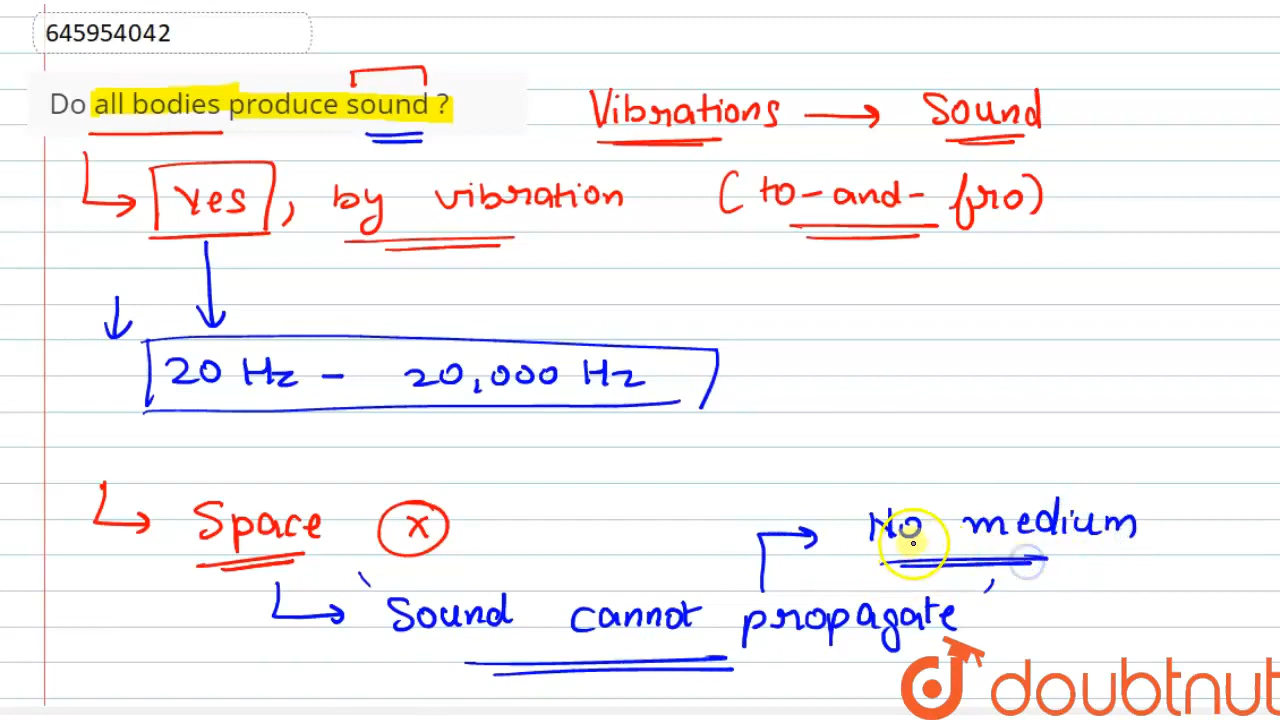 645954042
Do all bodies produce sound ?
Vibrations → Sound
Yes, by vibration (to-and-fro)
20 Hz - 20,000 Hz
Space x
No medium
'Sound cannot propagate'
doubtnut